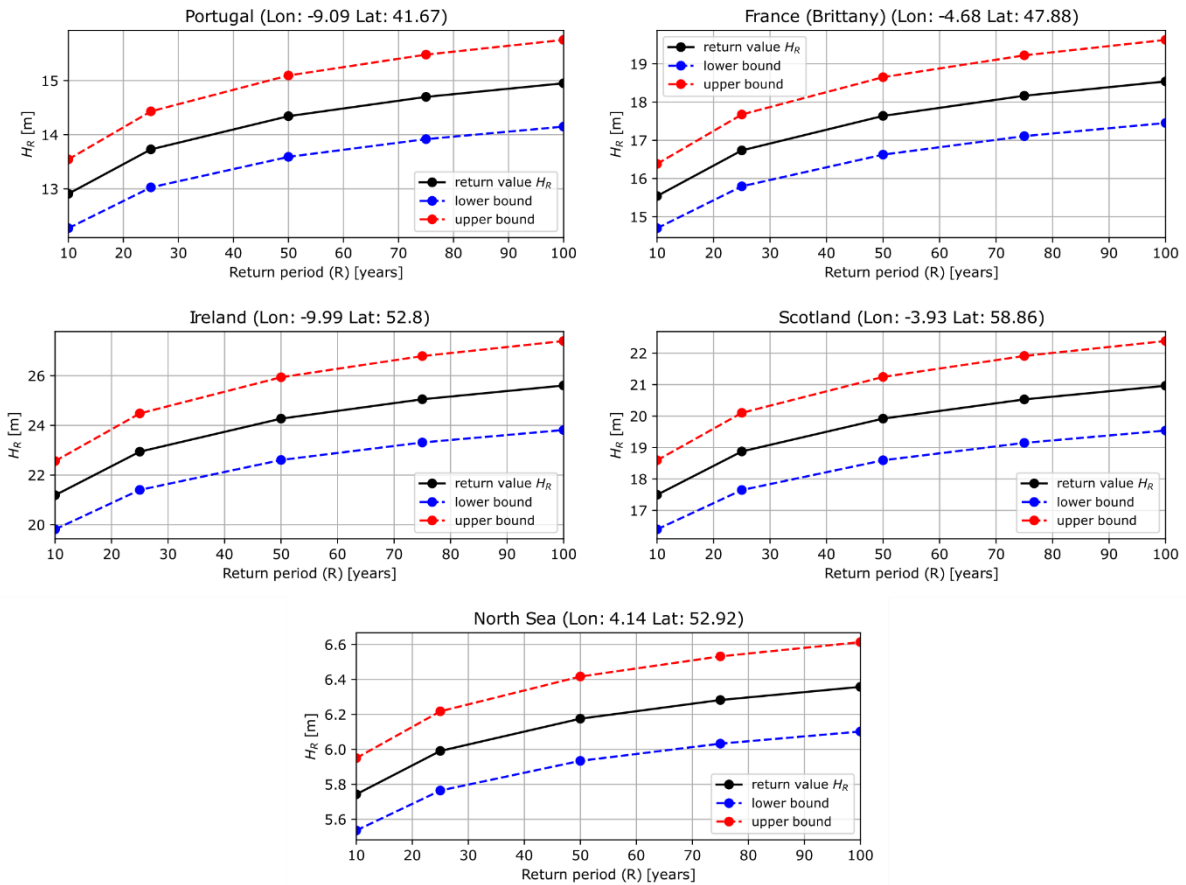 Portugal (Lon: -9.09 Lat: 41.67)
15
14
13
H_R [m]
return value H_R
lower bound
upper bound
10 20 30 40 50 60 70 80 90 100
Return period (R) [years]
France (Brittany) (Lon: -4.68 Lat: 47.88)
return value H_R
lower bound
upper bound
19
18
17
16
15
H_R [m]
10 20 30 40 50 60 70 80 90 100
Return period (R) [years]
Ireland (Lon: -9.99 Lat: 52.8)
26
24
22
20
H_R [m]
return value H_R
lower bound
upper bound
10 20 30 40 50 60 70 80 90 100
Return period (R) [years]
Scotland (Lon: -3.93 Lat: 58.86)
22
21
20
19
18
17
H_R [m]
return value H_R
lower bound
upper bound
10 20 30 40 50 60 70 80 90 100
Return period (R) [years]
North Sea (Lon: 4.14 Lat: 52.92)
6.6
6.4
6.2
6.0
5.8
5.6
H_R [m]
return value H_R
lower bound
upper bound
10 20 30 40 50 60 70 80 90 100
Return period (R) [years]